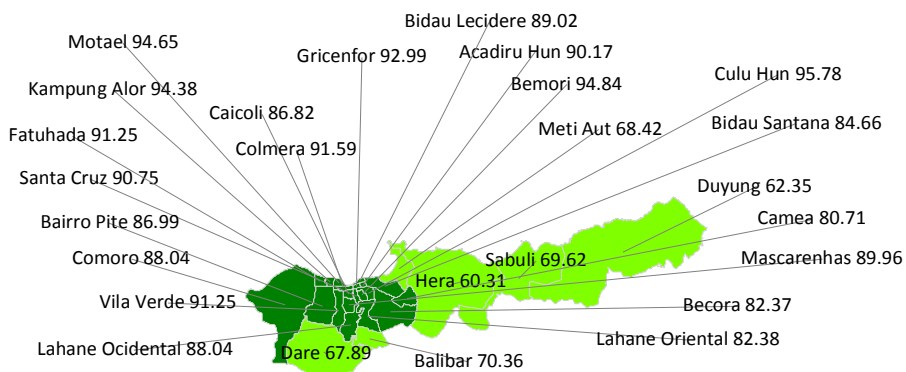 Bidau Lecidere 89.02
Motael 94.65
Gricenfor 92.99
Acadiru Hun 90.17
Culu Hun 95.78
Kampung Alor 94.38
Bemori 94.84
Caicoli 86.82
Bidau Santana 84.66
Meti Aut 68.42
Fatuhada 91.25
Colmera 91.59
Santa Cruz 90.75
Duyung 62.35
Bairro Pite 86.99
Camea 80.71
Comoro 88.04
Sabuli 69.62
Mascarenhas 89.96
Hera 60.31
Vila Verde 91.25
Becora 82.37
Lahane Oriental 82.38
Lahane Ocidental 88.04
Dare 67.89
Balibar 70.36